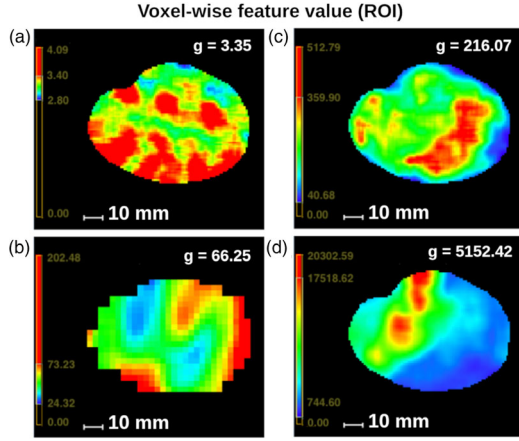 Voxel-wise feature value (ROI)
(a)
4.09
3.40
2.80
0.00
g = 3.35
10 mm
(c)
512.79
359.90
40.68
0.00
g = 216.07
10 mm
(b)
202.48
73.23
24.32
0.00
g = 66.25
10 mm
(d)
20302.59
17518.62
744.60
0.00
g = 5152.42
10 mm